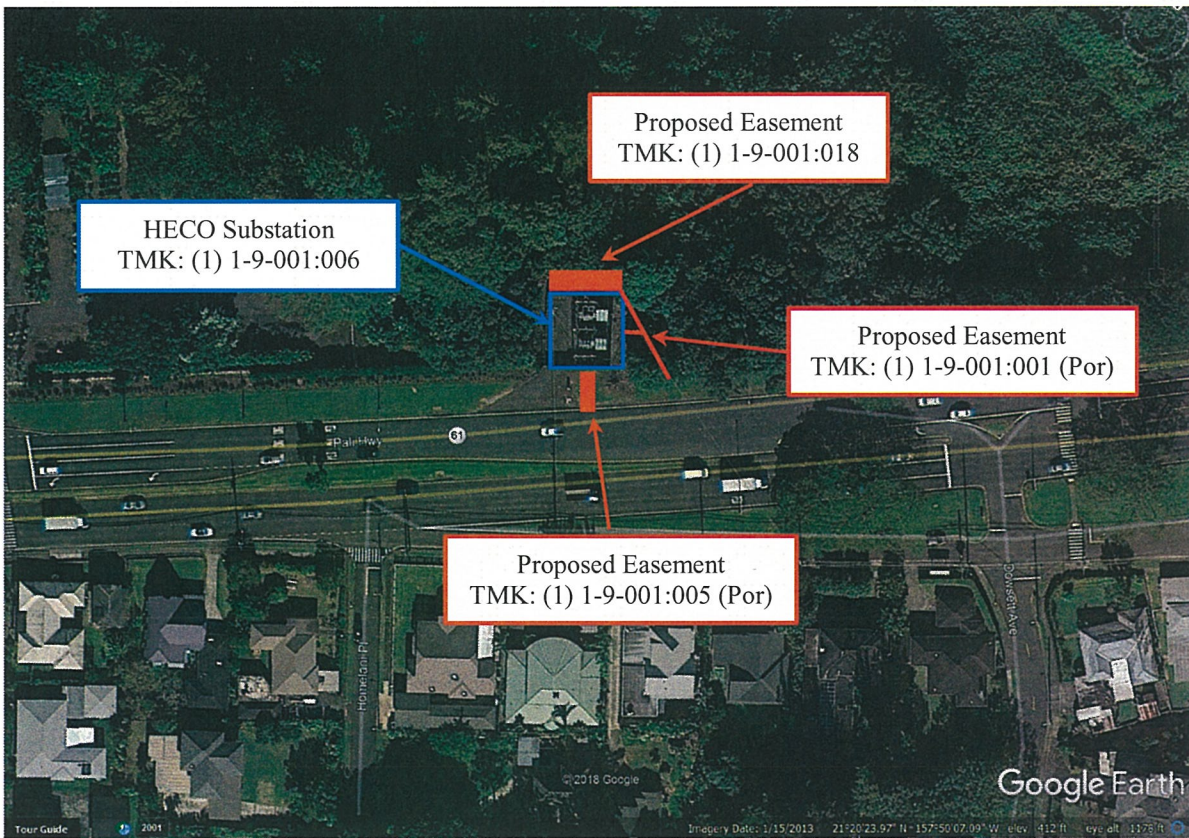 Proposed Easement
TMK: (1) 1-9-001:018
HECO Substation
TMK: (1) 1-9-001:006
Proposed Easement
TMK: (1) 1-9-001:001 (Por)
61
Pali Hwy
Proposed Easement
TMK: (1) 1-9-001:005 (Por)
Dorsett Ave
Homelani Pl
©2018 Google
Google Earth
Tour Guide
2001
Imagery Date: 1/15/2013 21°20'23.97" N -157°50'07.09" W elev 412 ft eye alt 1178 ft